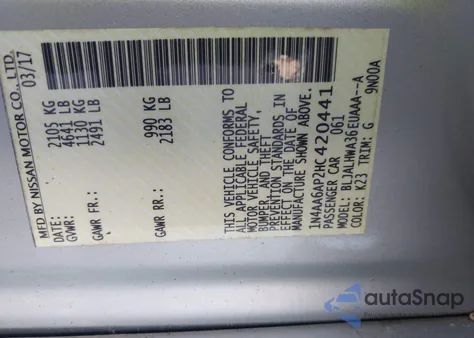 MFD BY NISSAN MOTOR CO., LTD.
DATE: 03/17
GVWR: 2105 KG
4641 LB
GAWR FR.: 1130 KG
2491 LB
GAWR RR.: 990 KG
2183 LB
THIS VEHICLE CONFORMS TO
ALL APPLICABLE FEDERAL
MOTOR VEHICLE SAFETY,
BUMPER, AND THEFT
PREVENTION STANDARDS IN
EFFECT ON THE DATE OF
MANUFACTURE SHOWN ABOVE.
1N4AA6AP2HC420441
PASSENGER CAR 061
MODEL: BLJALHWA36EUAAA--A
COLOR: K23 TRIM: G 9N00A
autaSnap